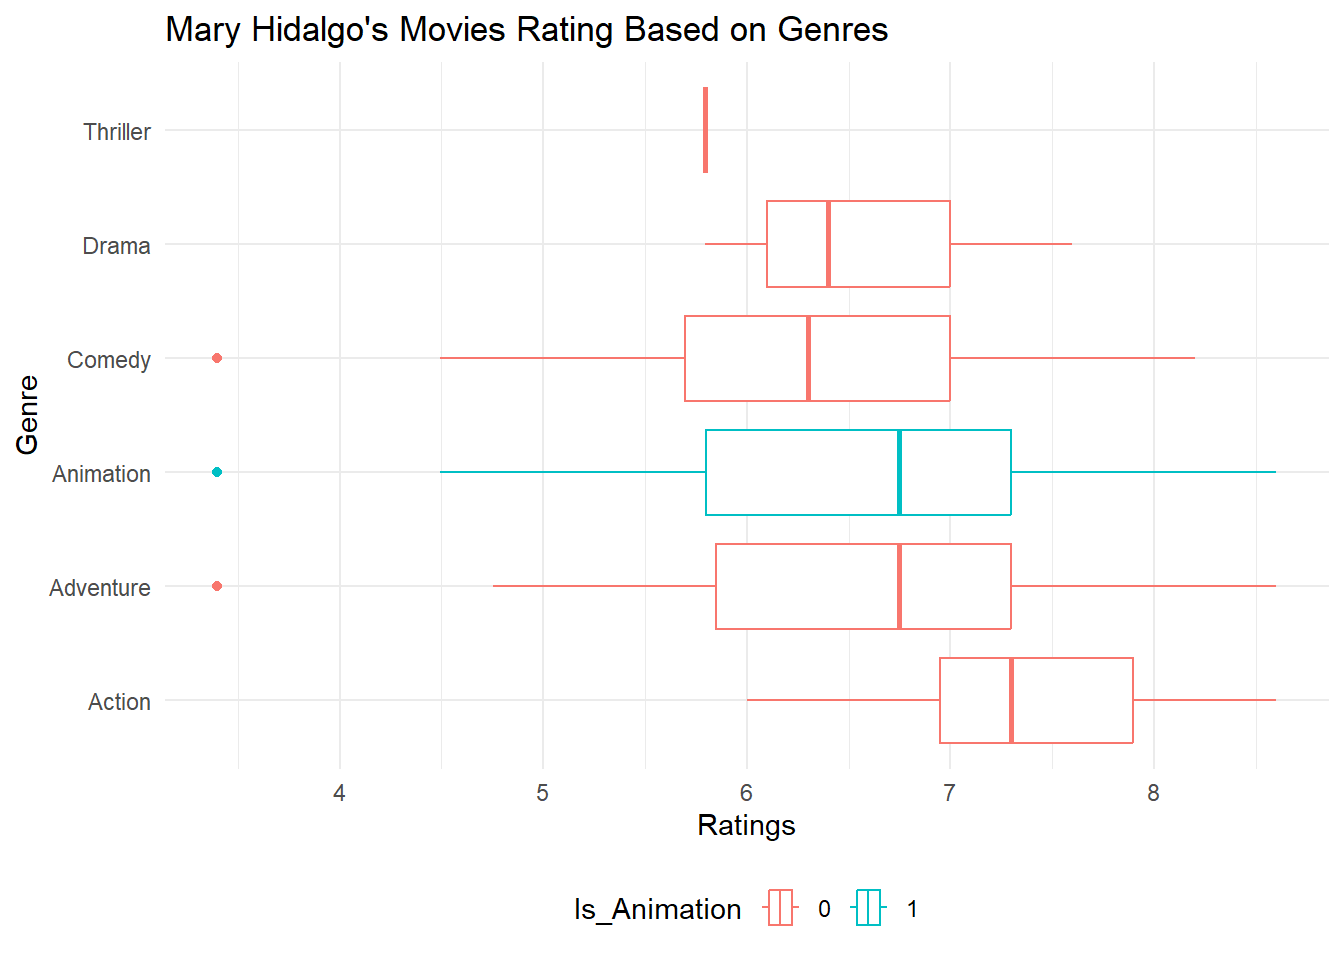 Mary Hidalgo's Movies Rating Based on Genres
Thriller
Drama
Comedy
Animation
Adventure
Action
Genre
4 5 6 7 8
Ratings
Is_Animation 0 1